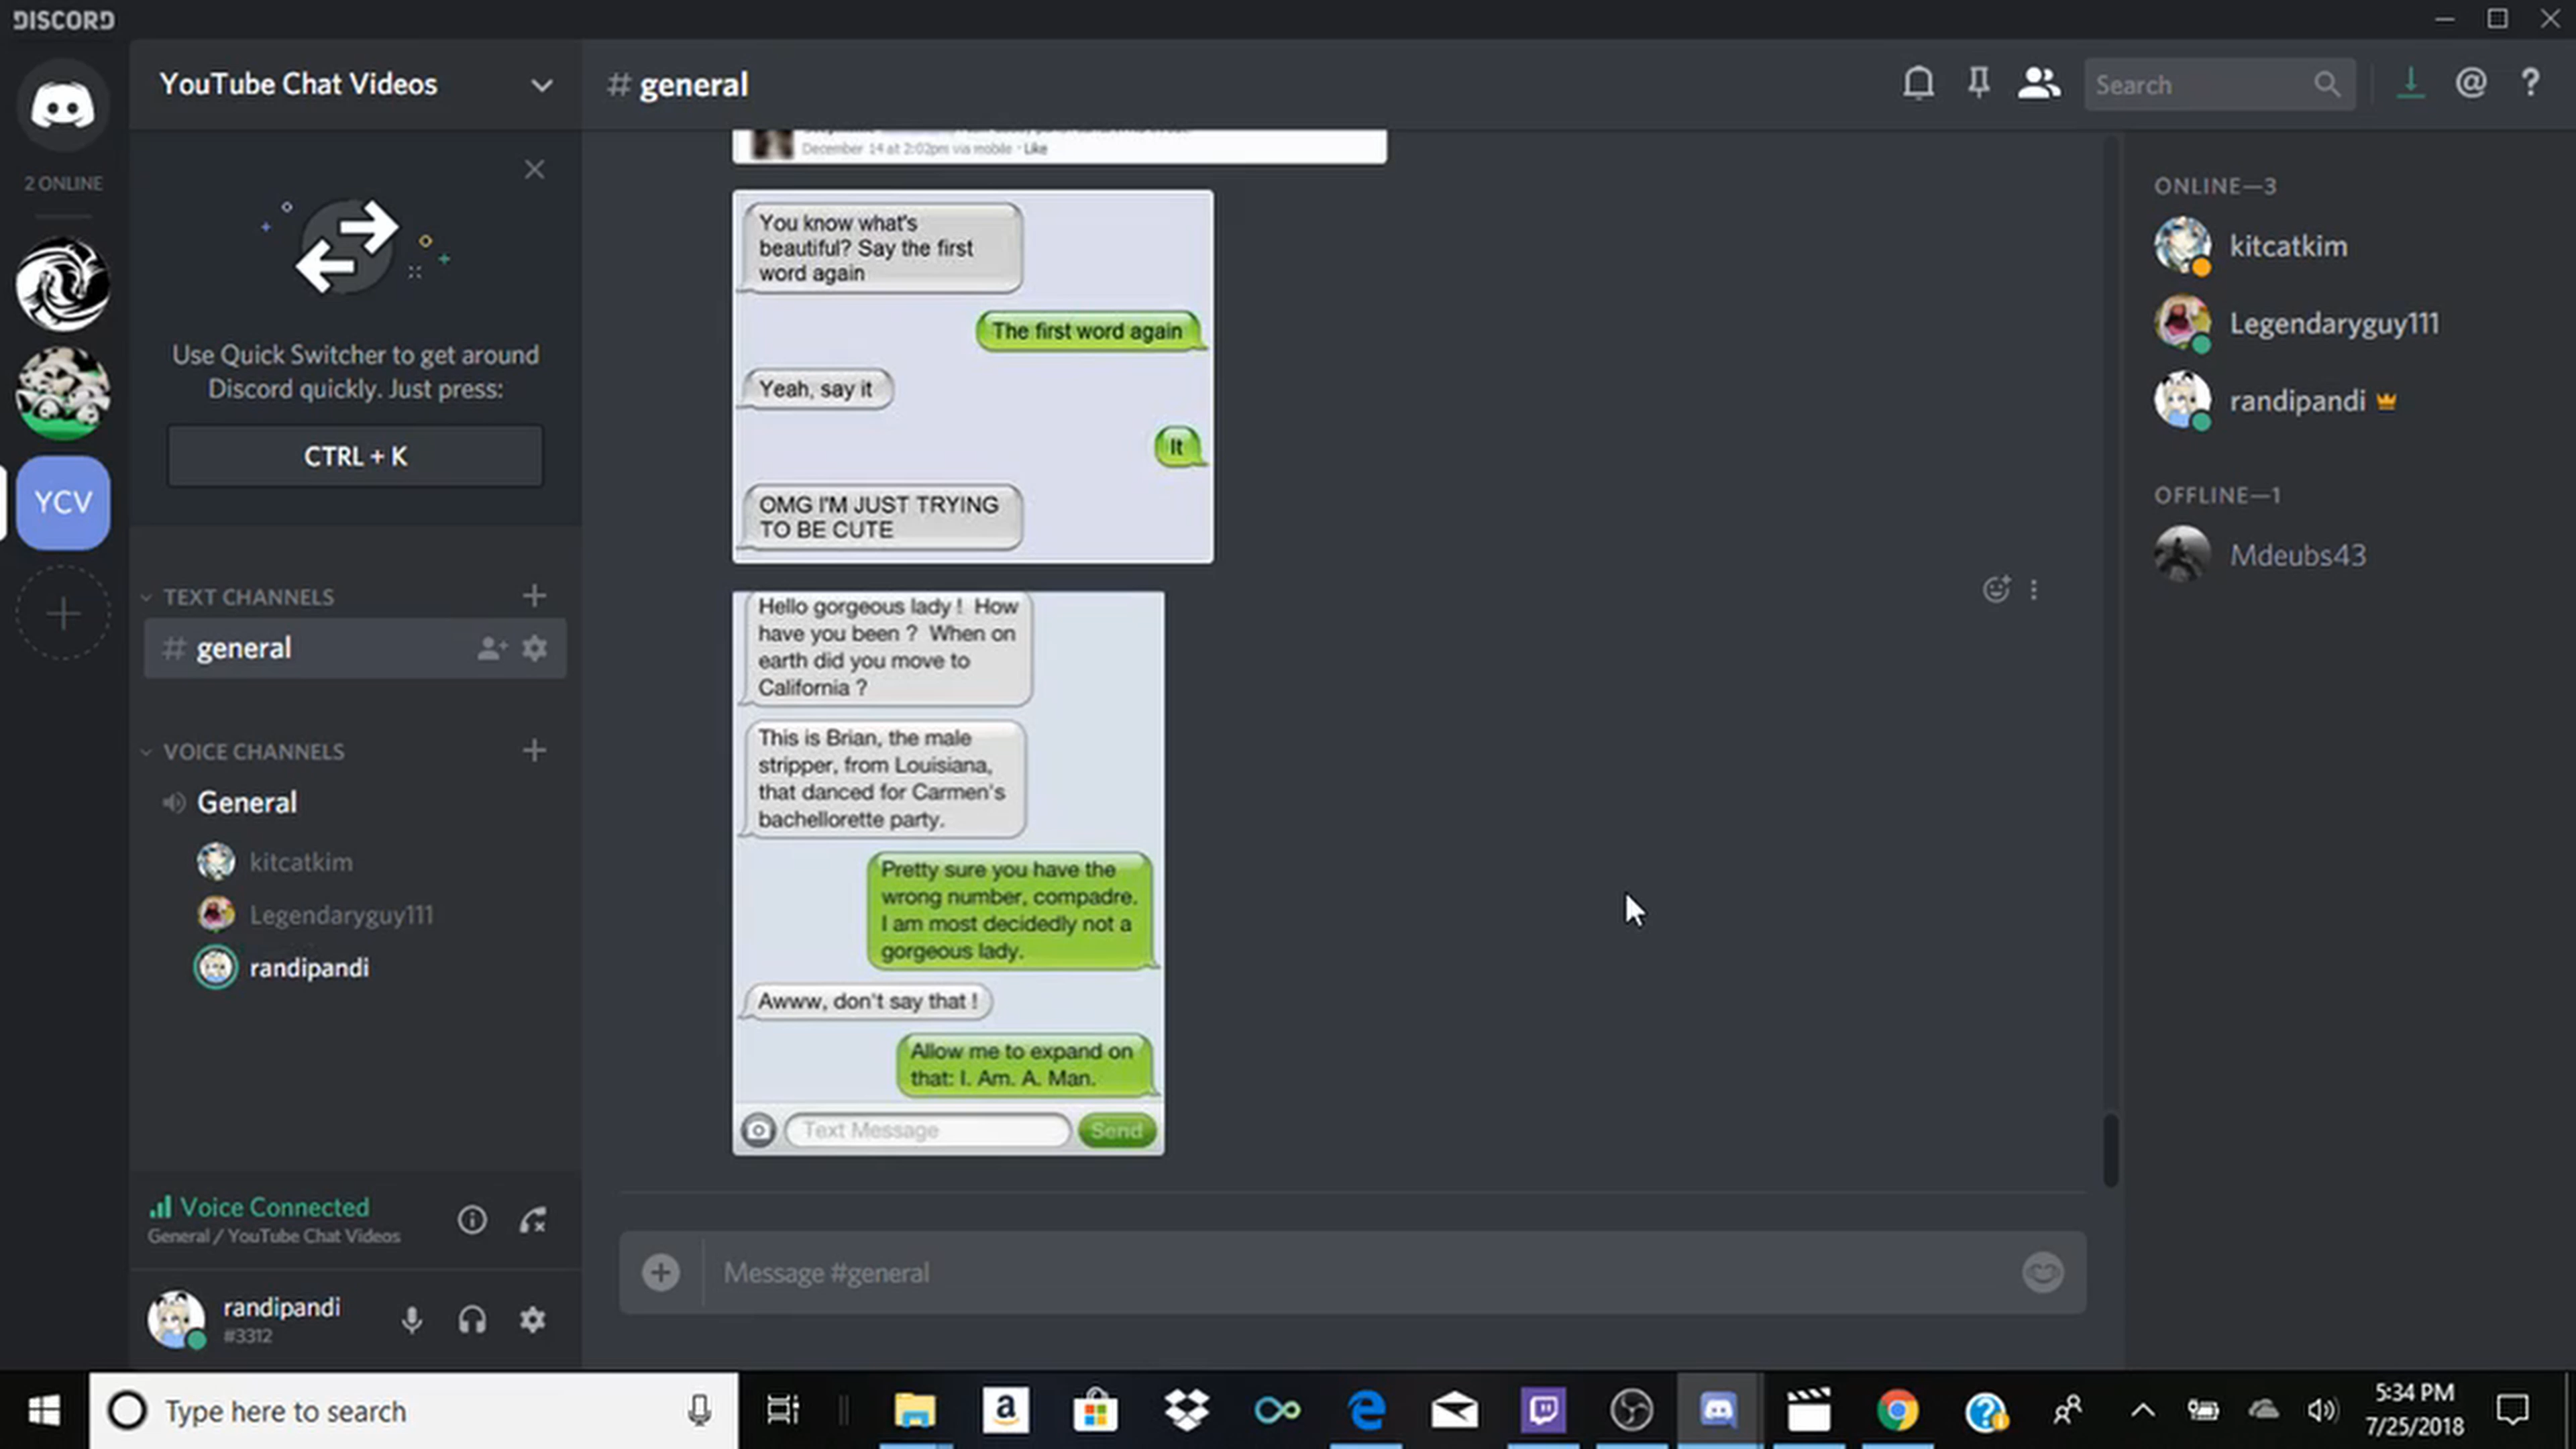 DISCORD
YouTube Chat Videos
# general
Search
@
?
2 ONLINE
Use Quick Switcher to get around
Discord quickly. Just press:
CTRL + K
YCV
TEXT CHANNELS
# general
VOICE CHANNELS
General
kitcatkim
Legendaryguy111
randipandi
Voice Connected
General / YouTube Chat Videos
randipandi
#3312
December 14 at 2:02pm via mobile · Like
You know what's
beautiful? Say the first
word again
The first word again
Yeah, say it
It
OMG I'M JUST TRYING
TO BE CUTE
Hello gorgeous lady ! How
have you been ? When on
earth did you move to
California ?
This is Brian, the male
stripper, from Louisiana,
that danced for Carmen's
bachellorette party.
Pretty sure you have the
wrong number, compadre.
I am most decidedly not a
gorgeous lady.
Awww, don't say that !
Allow me to expand on
that: I. Am. A. Man.
Text Message
Send
Message #general
ONLINE—3
kitcatkim
Legendaryguy111
randipandi
OFFLINE—1
Mdeubs43
Type here to search
a
5:34 PM
7/25/2018